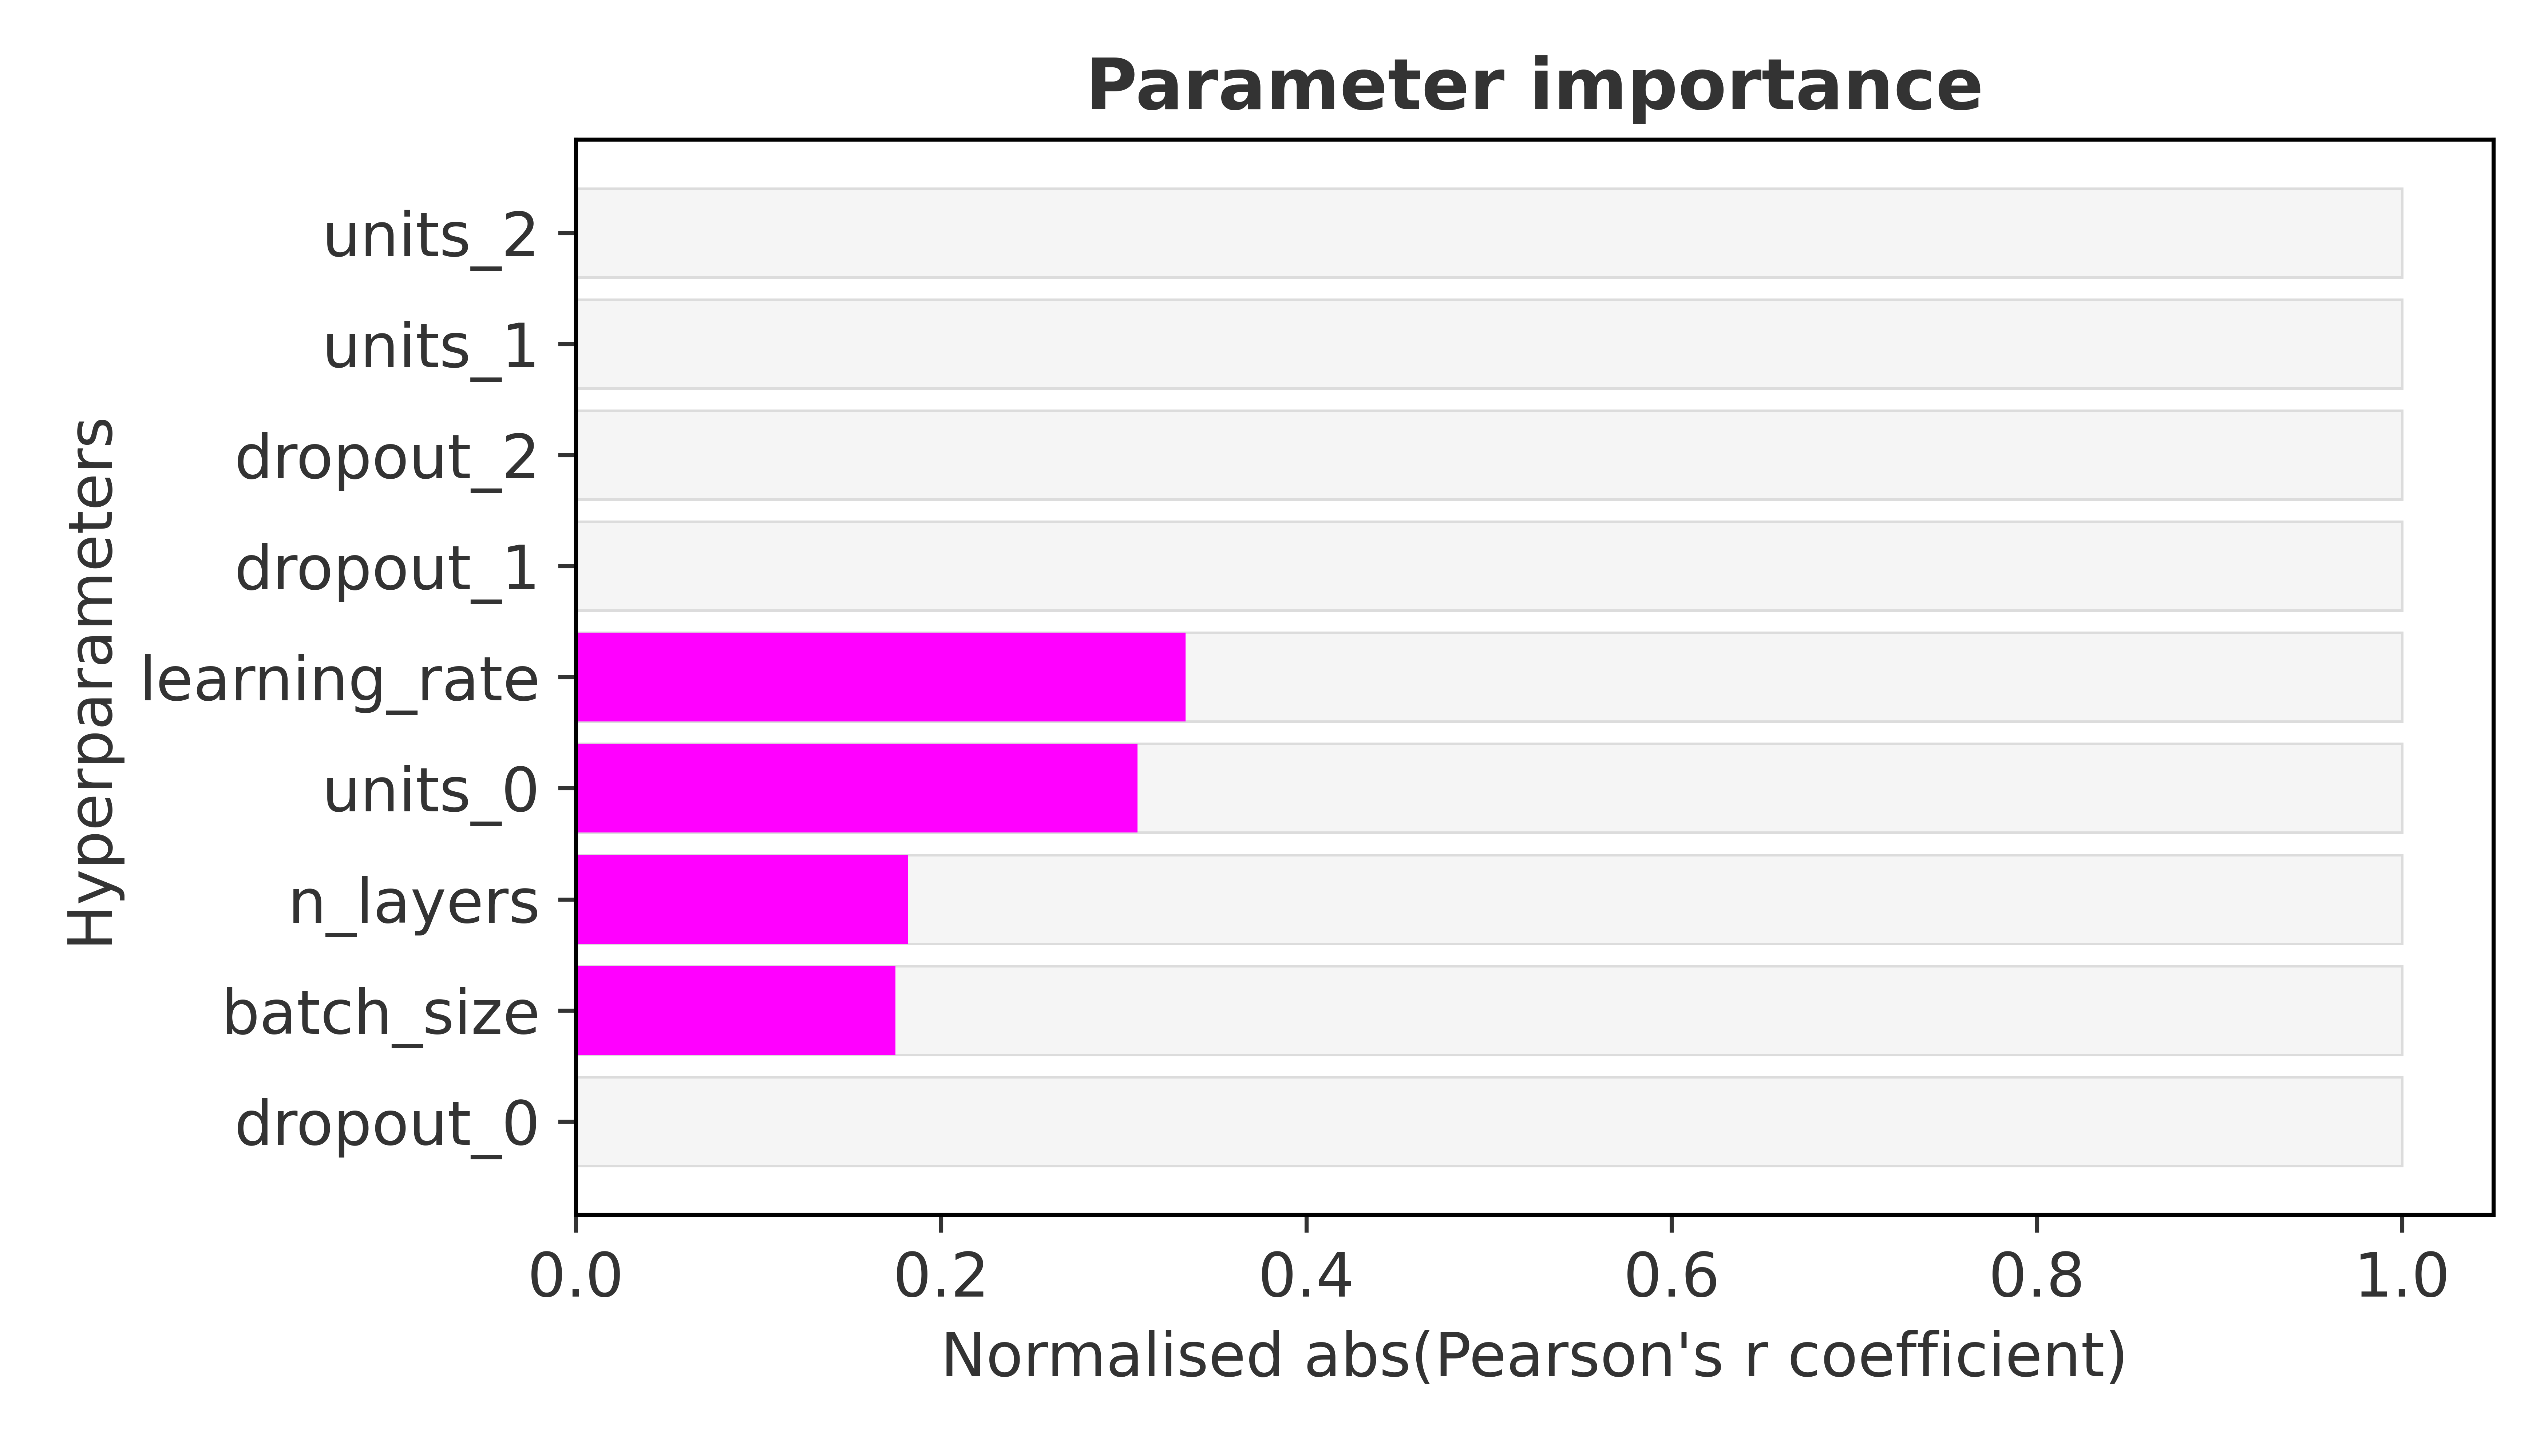 Parameter importance
Hyperparameters
units_2
units_1
dropout_2
dropout_1
learning_rate
units_0
n_layers
batch_size
dropout_0
0.0 0.2 0.4 0.6 0.8 1.0
Normalised abs(Pearson's r coefficient)